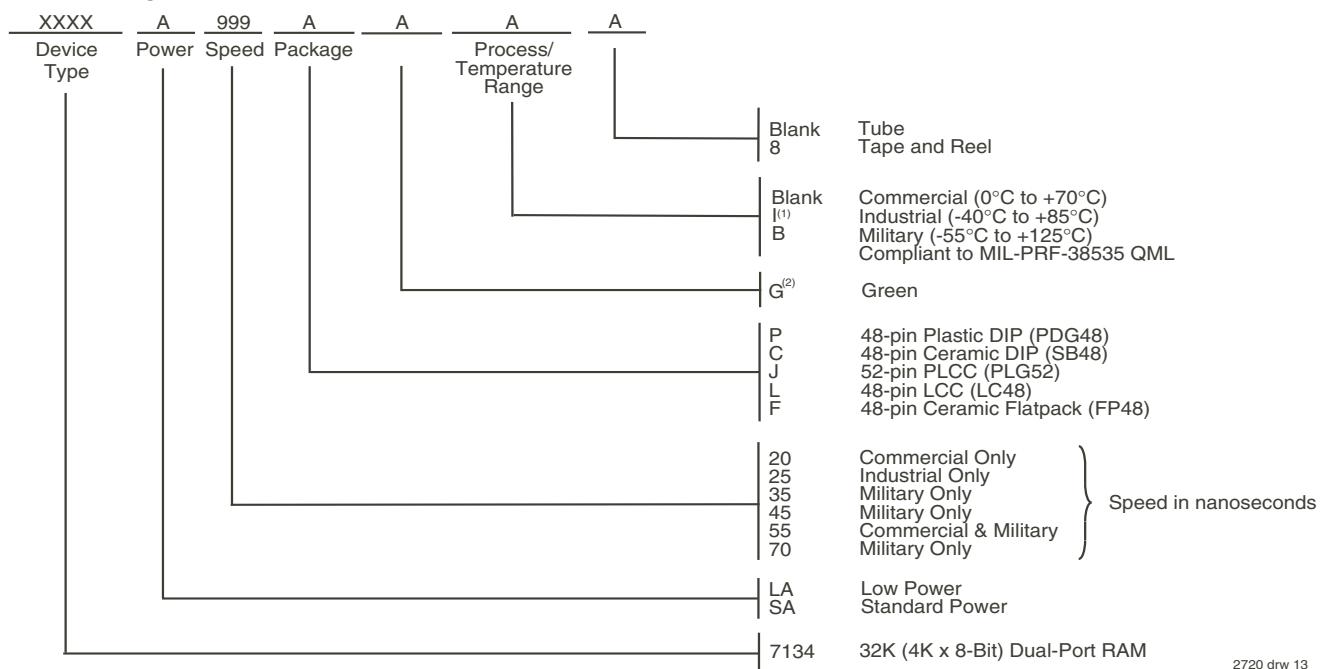 XXXX A 999 A A A A
Device Type Power Speed Package Process/ Temperature Range
Blank Tube
8 Tape and Reel
Blank Commercial (0°C to +70°C)
I(1) Industrial (-40°C to +85°C)
B Military (-55°C to +125°C)
Compliant to MIL-PRF-38535 QML
G(2) Green
P 48-pin Plastic DIP (PDG48)
C 48-pin Ceramic DIP (SB48)
J 52-pin PLCC (PLG52)
L 48-pin LCC (LC48)
F 48-pin Ceramic Flatpack (FP48)
20 Commercial Only
25 Industrial Only
35 Military Only
45 Military Only
55 Commercial & Military
70 Military Only
Speed in nanoseconds
LA Low Power
SA Standard Power
7134 32K (4K x 8-Bit) Dual-Port RAM
2720 drw 13